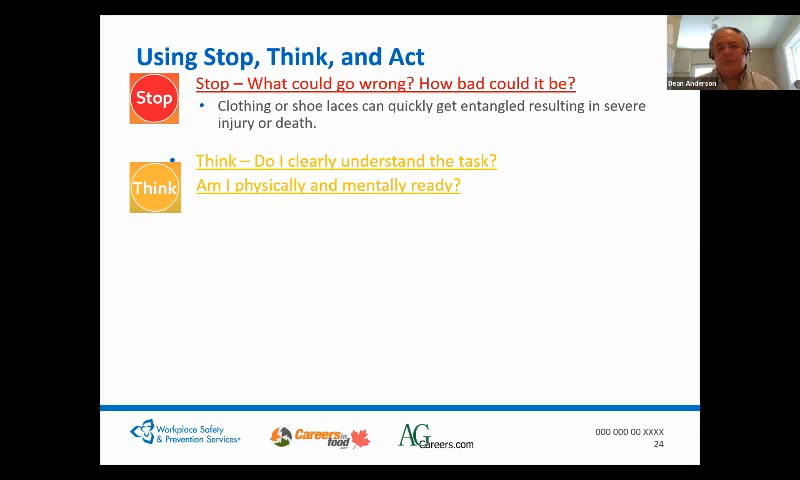 Using Stop, Think, and Act
Dean Anderson
Stop
Stop – What could go wrong? How bad could it be?
• Clothing or shoe laces can quickly get entangled resulting in severe
injury or death.
• Think – Do I clearly understand the task?
Think
Am I physically and mentally ready?
Workplace Safety
& Prevention Services
Careers in food
AGCareers.com
000 000 00 XXXX
24